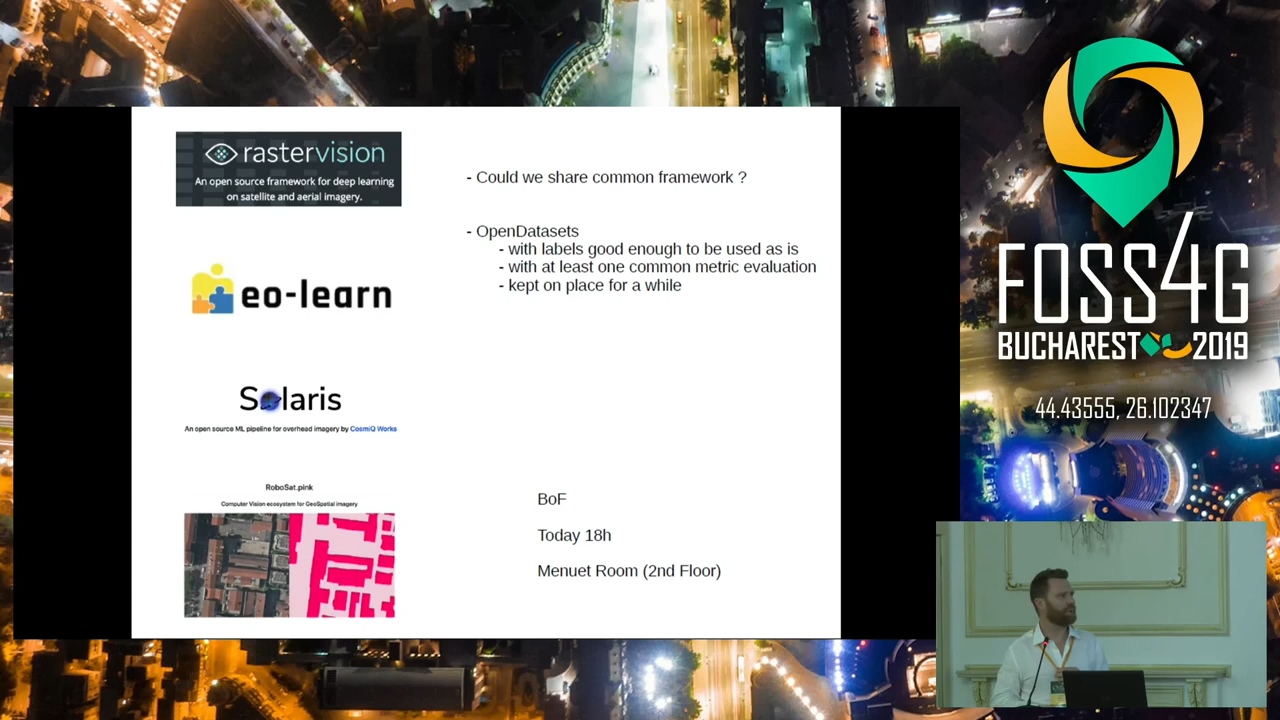 rastervision
An open source framework for deep learning
on satellite and aerial imagery.
- Could we share common framework ?
- OpenDatasets
- with labels good enough to be used as is
- with at least one common metric evaluation
- kept on place for a while
eo-learn
Solaris
An open source ML pipeline for overhead imagery by CosmiQ Works
RoboSat.pink
Computer Vision ecosystem for GeoSpatial imagery
BoF
Today 18h
Menuet Room (2nd Floor)
FOSS4G
BUCHAREST 2019
44.43555, 26.102347